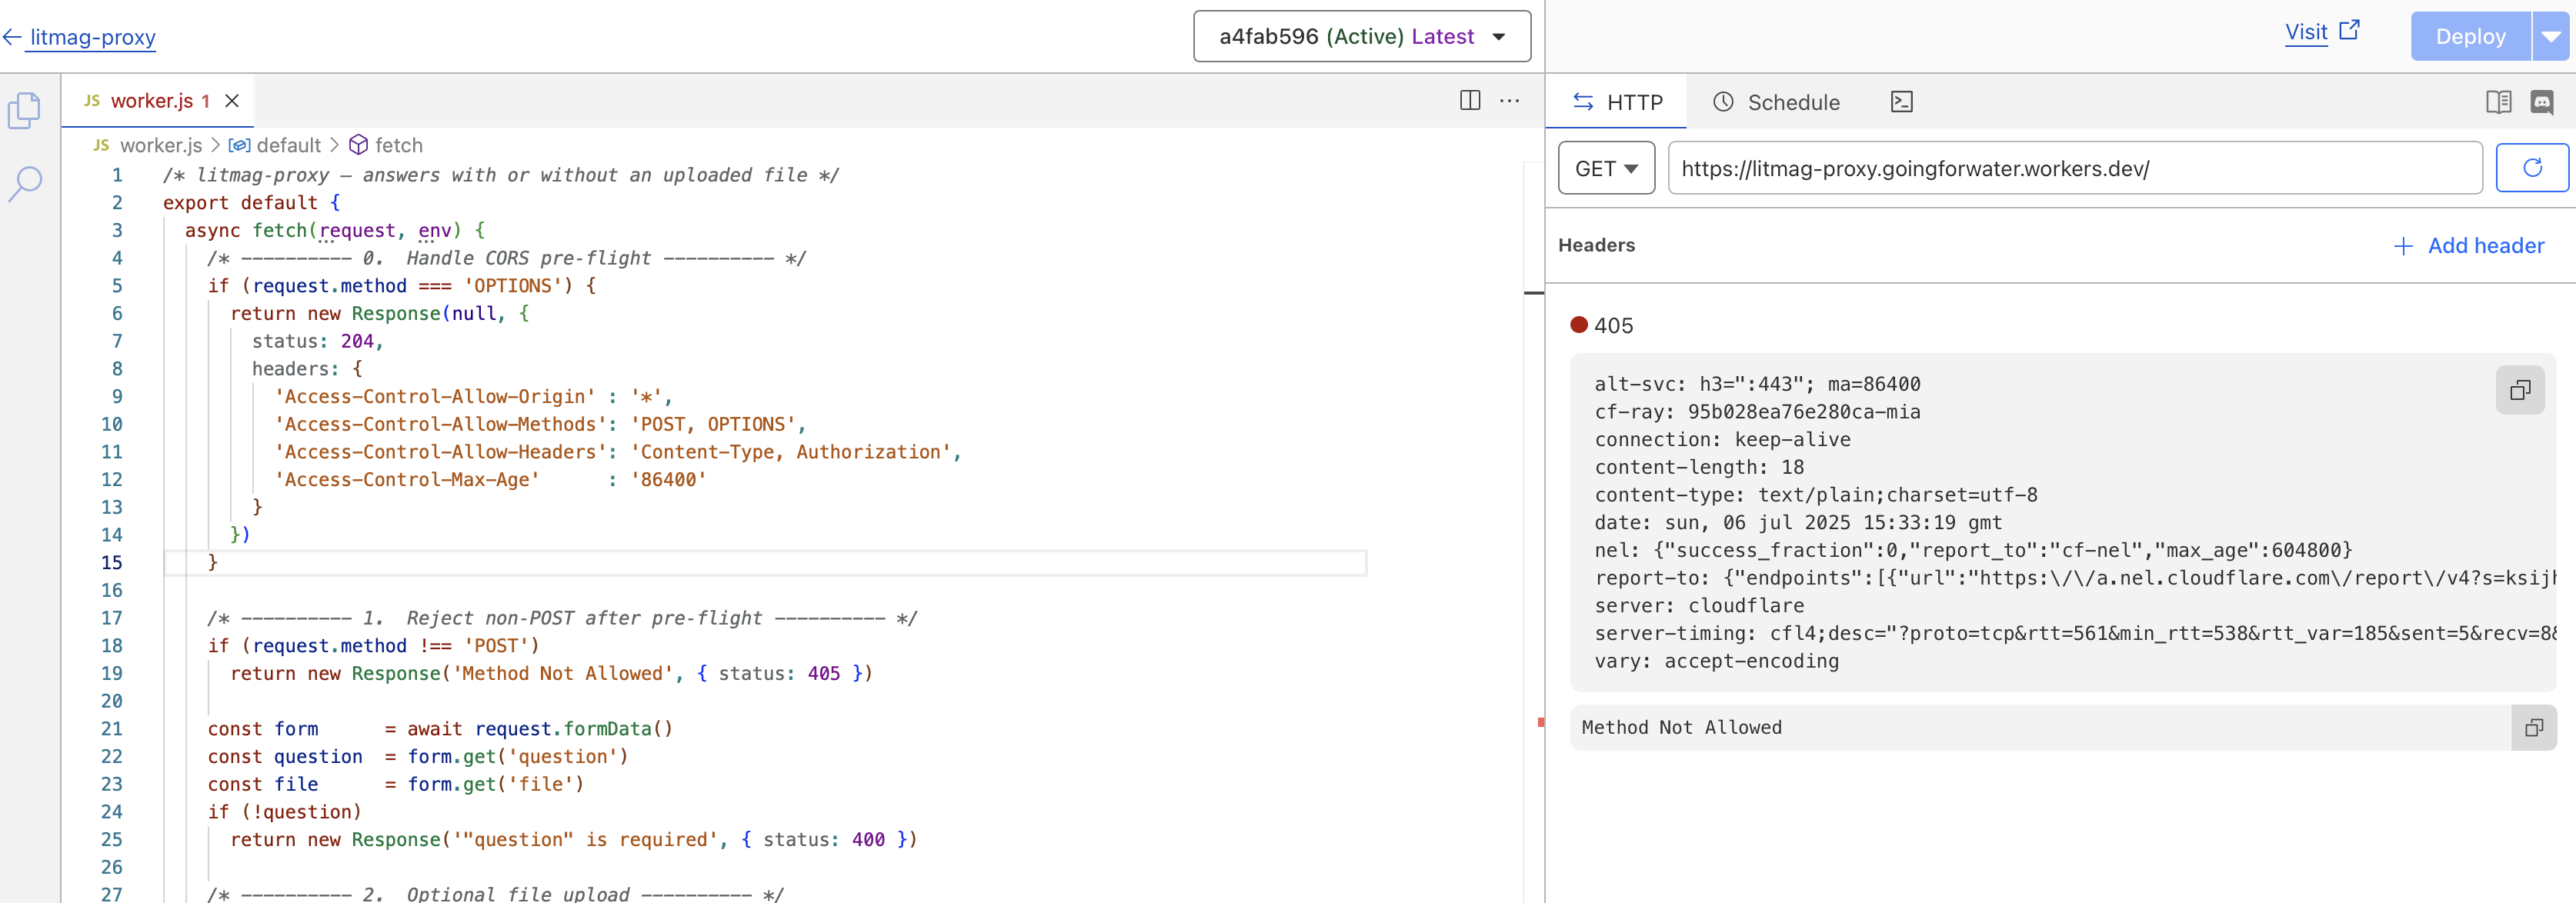 litmag-proxy
a4fab596 (Active) Latest
Visit
Deploy
JS worker.js 1
HTTP
Schedule
JS worker.js > default > fetch
1 /* litmag-proxy — answers with or without an uploaded file */
2 export default {
3 async fetch(request, env) {
4 /* ---------- 0.  Handle CORS pre-flight ---------- */
5 if (request.method === 'OPTIONS') {
6 return new Response(null, {
7 status: 204,
8 headers: {
9 'Access-Control-Allow-Origin' : '*',
10 'Access-Control-Allow-Methods': 'POST, OPTIONS',
11 'Access-Control-Allow-Headers': 'Content-Type, Authorization',
12 'Access-Control-Max-Age'      : '86400'
13 }
14 })
15 }
16
17 /* ---------- 1.  Reject non-POST after pre-flight ---------- */
18 if (request.method !== 'POST')
19 return new Response('Method Not Allowed', { status: 405 })
20
21 const form      = await request.formData()
22 const question  = form.get('question')
23 const file      = form.get('file')
24 if (!question)
25 return new Response('"question" is required', { status: 400 })
26
27 /* ---------- 2.  Optional file upload ---------- */
GET
https://litmag-proxy.goingforwater.workers.dev/
Headers
Add header
405
alt-svc: h3=":443"; ma=86400
cf-ray: 95b028ea76e280ca-mia
connection: keep-alive
content-length: 18
content-type: text/plain;charset=utf-8
date: sun, 06 jul 2025 15:33:19 gmt
nel: {"success_fraction":0,"report_to":"cf-nel","max_age":604800}
report-to: {"endpoints":[{"url":"https:\/\/a.nel.cloudflare.com\/report\/v4?s=ksij
server: cloudflare
server-timing: cfl4;desc="?proto=tcp&rtt=561&min_rtt=538&rtt_var=185&sent=5&recv=8
vary: accept-encoding
Method Not Allowed